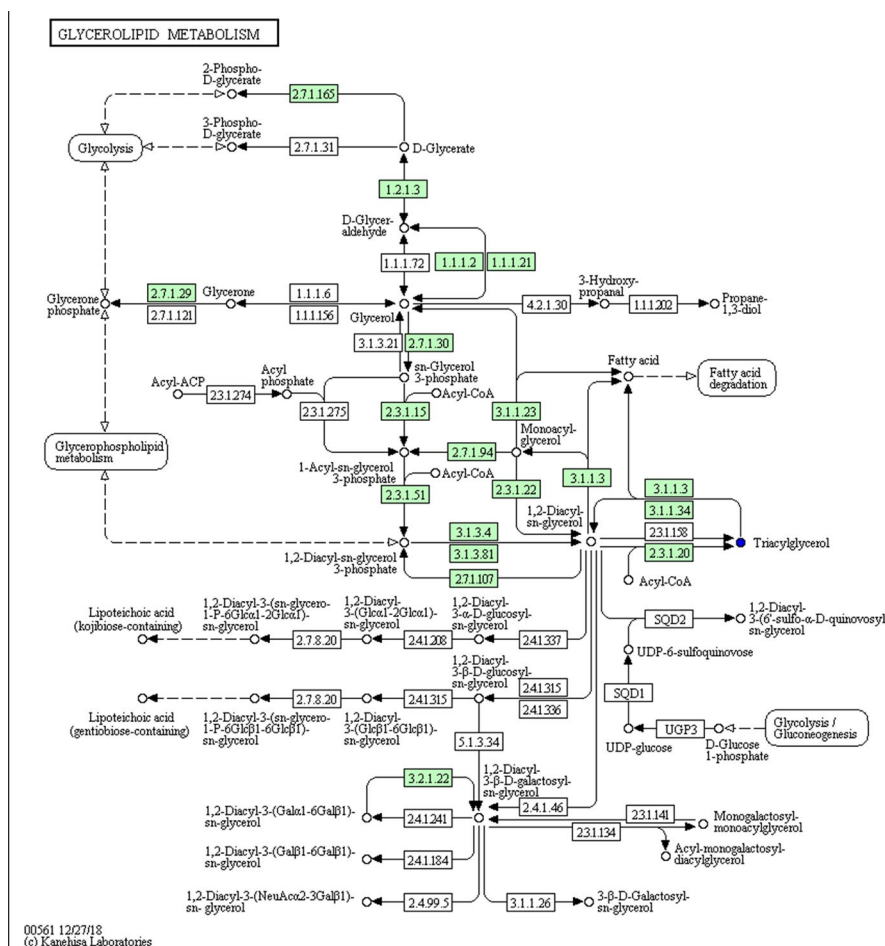 GLYCEROLIPID METABOLISM
2-Phospho-
D-glycerate
2.7.1.165
3-Phospho-
D-glycerate
Glycolysis
2.7.1.31
D-Glycerate
1.2.1.3
D-Glycer-
aldehyde
1.1.1.72
1.1.1.2
1.1.1.21
3-Hydroxy-
propanal
Glycerone
phosphate
2.7.1.29
2.7.1.121
Glycerone
1.1.1.6
1.1.1.156
Glycerol
4.2.1.30
1.1.1.202
Propane-
1,3-diol
3.1.3.21
2.7.1.30
sn-Glycerol
3-phosphate
Fatty acid
Fatty acid
degradation
Acyl-ACP
2.3.1.274
Acyl
phosphate
2.3.1.275
2.3.1.15
Acyl-CoA
3.1.1.23
Monoacyl-
glycerol
Glycerophospholipid
metabolism
1-Acyl-sn-glycerol
3-phosphate
2.7.1.94
Acyl-CoA
2.3.1.51
2.3.1.22
3.1.1.3
1,2-Diacyl-
sn-glycerol
3.1.1.3
3.1.1.34
2.3.1.158
2.3.1.20
Triacylglycerol
Acyl-CoA
1,2-Diacyl-sn-glycerol
3-phosphate
3.1.3.4
3.1.3.81
2.7.1.107
Lipoteichoic acid
(kojibiose-containing)
1,2-Diacyl-3-(sn-glycero-
1-P-6Glcα1-2Glcα1)-
sn-glycerol
1,2-Diacyl-
3-(Glcα1-2Glcα1)-
sn-glycerol
1,2-Diacyl-
3-α-D-glucosyl-
sn-glycerol
2.7.8.20
2.4.1.208
2.4.1.337
SQD2
1,2-Diacyl-
3-(6'-sulfo-α-D-quinovosyl
sn-glycerol
UDP-6-sulfoquinovose
SQD1
1,2-Diacyl-
3-β-D-glucosyl-
sn-glycerol
2.7.8.20
2.4.1.315
2.4.1.315
2.4.1.336
Lipoteichoic acid
(gentiobiose-containing)
1,2-Diacyl-3-(sn-glycero-
1-P-6Glcβ1-6Glcβ1)-
sn-glycerol
1,2-Diacyl-
3-(Glcβ1-6Glcβ1)-
sn-glycerol
5.1.3.34
UDP-glucose
UGP3
D-Glucose
1-phosphate
Glycolysis /
Gluconeogenesis
3.2.1.22
1,2-Diacyl-
3-β-D-galactosyl-
sn-glycerol
2.4.1.46
1,2-Diacyl-3-(Galα1-6Galβ1)-
sn-glycerol
2.4.1.241
2.3.1.141
2.3.1.134
Monogalactosyl-
monoacylglycerol
Acyl-monogalactosyl-
diacylglycerol
1,2-Diacyl-3-(Galβ1-6Galβ1)-
sn-glycerol
2.4.1.184
1,2-Diacyl-3-(NeuAcα2-3Galβ1)-
sn- glycerol
2.4.99.5
3.1.1.26
3-β-D-Galactosyl-
sn-glycerol
00561 12/27/18
(c) Kanehisa Laboratories